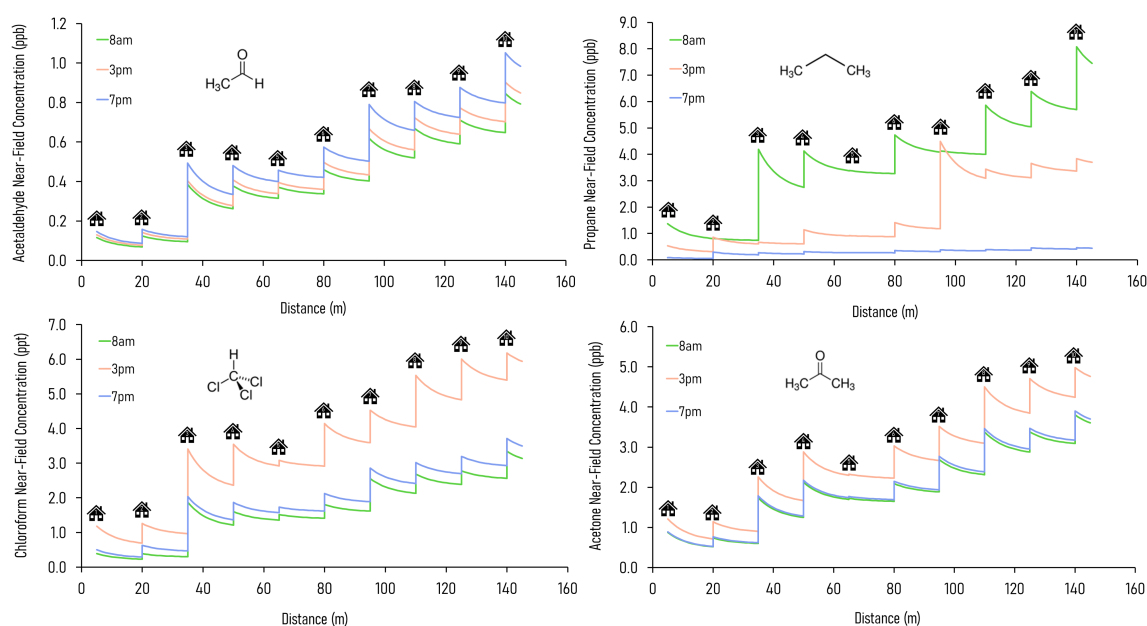 Acetaldehyde Near-Field Concentration (ppb)
1.2
1.0
0.8
0.6
0.4
0.2
0.0
8am
3pm
7pm
O
H₃C
H
0 20 40 60 80 100 120 140 160
Distance (m)
Propane Near-Field Concentration (ppb)
9.0
8.0
7.0
6.0
5.0
4.0
3.0
2.0
1.0
0.0
8am
3pm
7pm
H₃C CH₃
0 20 40 60 80 100 120 140 160
Distance (m)
Chloroform Near-Field Concentration (ppt)
7.0
6.0
5.0
4.0
3.0
2.0
1.0
0.0
8am
3pm
7pm
H
C
Cl Cl
Cl
0 20 40 60 80 100 120 140 160
Distance (m)
Acetone Near-Field Concentration (ppb)
6.0
5.0
4.0
3.0
2.0
1.0
0.0
8am
3pm
7pm
O
H₃C CH₃
0 20 40 60 80 100 120 140 160
Distance (m)